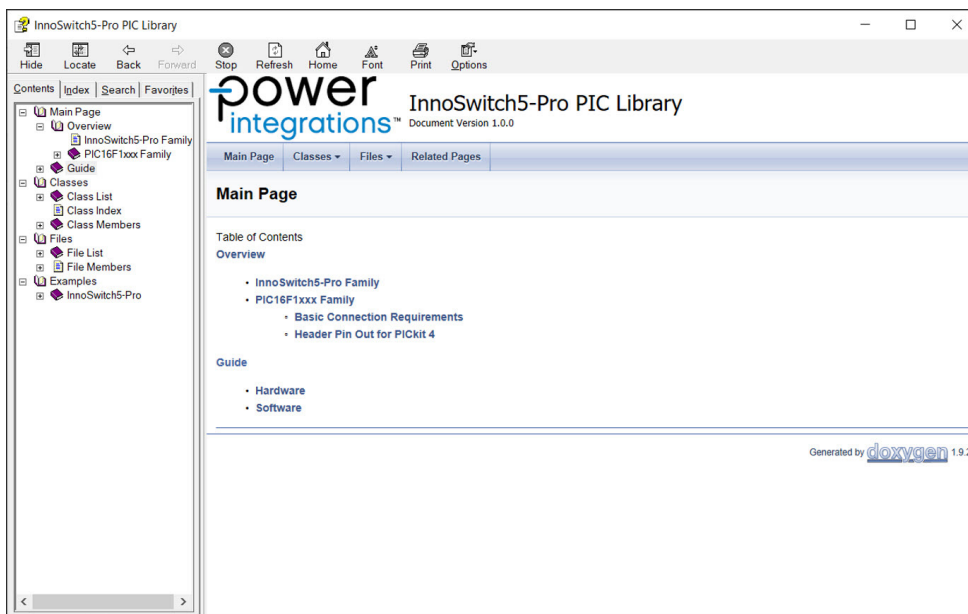 InnoSwitch5-Pro PIC Library
Hide Locate Back Forward Stop Refresh Home Font Print Options
Contents Index Search Favorites
Main Page
Overview
InnoSwitch5-Pro Family
PIC16F1xxx Family
Guide
Classes
Class List
Class Index
Class Members
Files
File List
File Members
Examples
InnoSwitch5-Pro
power
integrations™
InnoSwitch5-Pro PIC Library
Document Version 1.0.0
Main Page Classes Files Related Pages
Main Page
Table of Contents
Overview
• InnoSwitch5-Pro Family
• PIC16F1xxx Family
◦ Basic Connection Requirements
◦ Header Pin Out for PICkit 4
Guide
• Hardware
• Software
Generated by doxygen 1.9.2